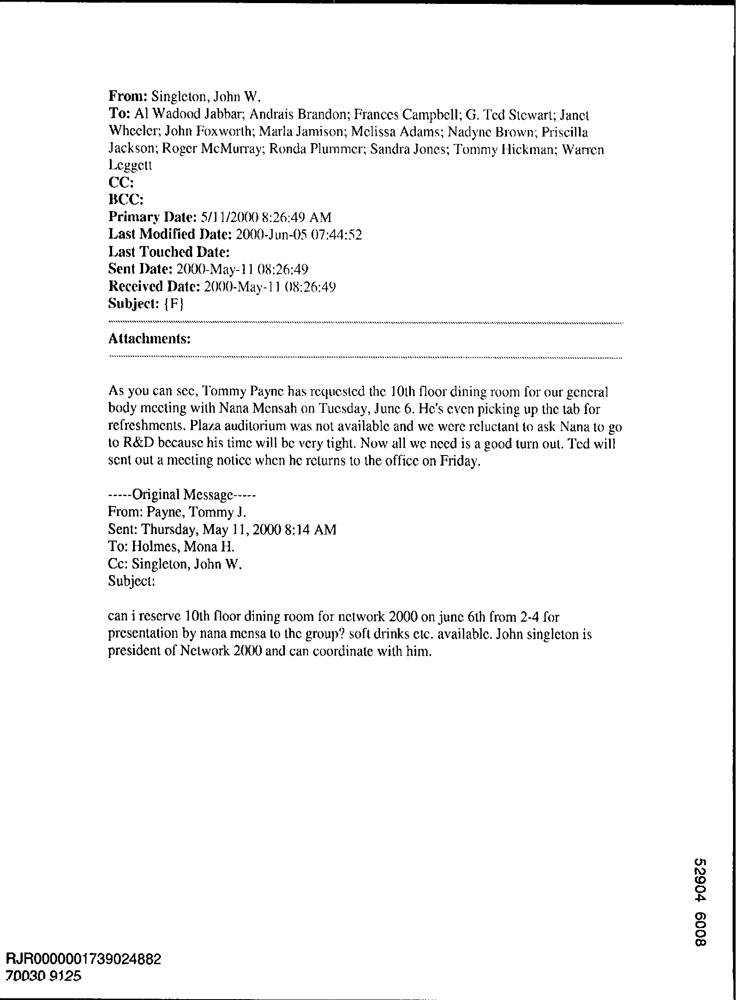 From: Singleton, John W.
To: Al Wadood Jabbar; Andrais Brandon; Frances Campbell; G. Ted Stewart; Janet
Wheeler; John Foxworth; Marla Jamison; Melissa Adams; Nadyne Brown; Priscilla
Jackson; Roger McMurray; Ronda Plummer; Sandra Jones; Tommy Hickman; Warren
Leggett
CC:
BCC:
Primary Date: 5/11/2000 8:26:49 AM
Last Modified Date: 2000-Jun-05 07:44:52
Last Touched Date:
Sent Date: 2000-May-11 08:26:49
Received Date: 2000-May-11 08:26:49
Subject: {F}
Attachments:
As you can see, Tommy Payne has requested the 10th floor dining room for our general
body meeting with Nana Mensah on Tuesday, June 6. He's even picking up the tab for
refreshments. Plaza auditorium was not available and we were reluctant to ask Nana to go
to R&D because his time will be very tight. Now all we need is a good turn out. Ted will
sent out a meeting notice when he returns to the office on Friday.
-----Original Message-----
From: Payne, Tommy J.
Sent: Thursday, May 11, 2000 8:14 AM
To: Holmes, Mona H.
Cc: Singleton, John W.
Subject:
can i reserve 10th floor dining room for network 2000 on june 6th from 2-4 for
presentation by nana mensa to the group? soft drinks etc. available. John singleton is
president of Network 2000 and can coordinate with him.
52904 6008
RJR0000001739024882
70030 9125